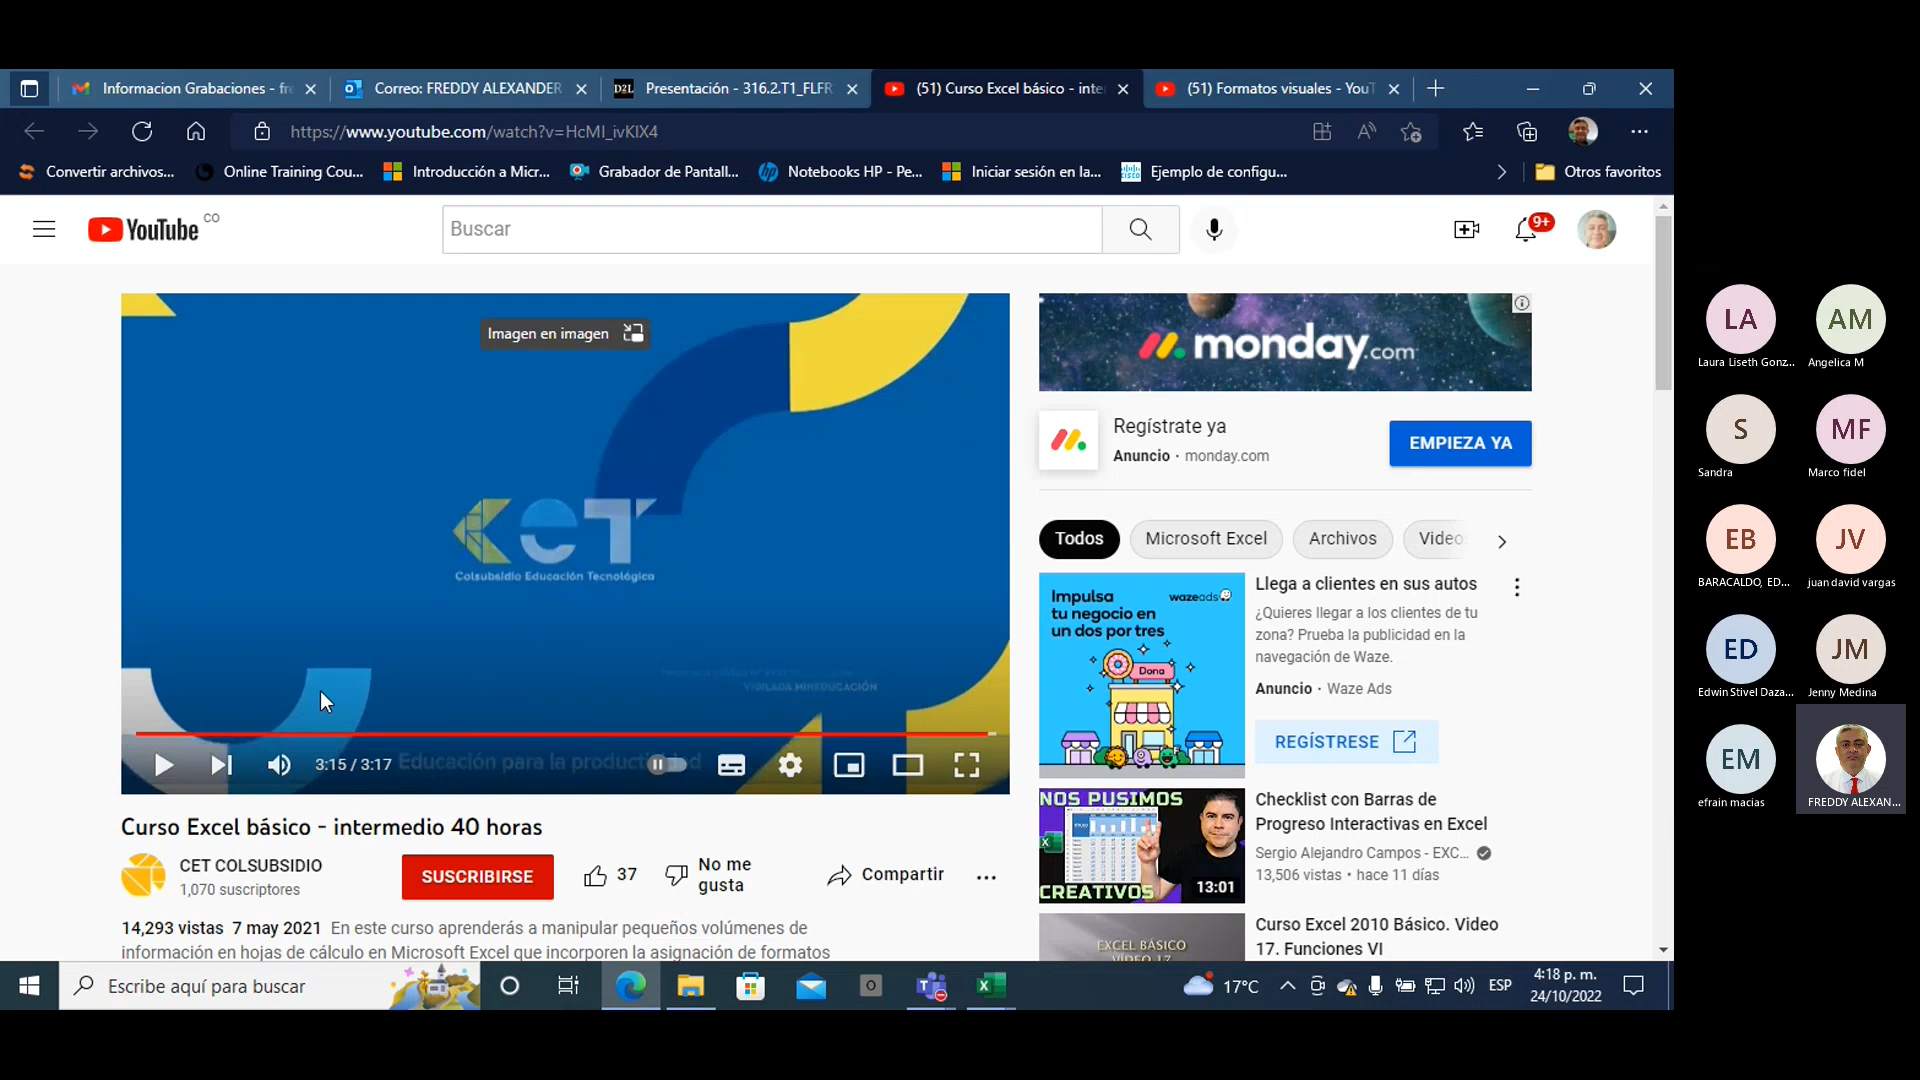 Informacion Grabaciones - fr
Correo: FREDDY ALEXANDER
D2L Presentación - 316.2.T1_FLFR
(51) Curso Excel básico - inte
(51) Formatos visuales - YouT
https://www.youtube.com/watch?v=HcMI_ivKIX4
Convertir archivos...
Online Training Cou...
Introducción a Micr...
Grabador de Pantall...
Notebooks HP - Pe...
Iniciar sesión en la...
Ejemplo de configu...
Otros favoritos
YouTube CO
Buscar
9+
Imagen en imagen
CET
Colsubsidio Educación Tecnológica
VIGILADA MINEDUCACIÓN
3:15 / 3:17
Educación para la productividad
Curso Excel básico - intermedio 40 horas
CET COLSUBSIDIO
1,070 suscriptores
SUSCRIBIRSE
37
No me
gusta
Compartir
14,293 vistas 7 may 2021 En este curso aprenderás a manipular pequeños volúmenes de
información en hojas de cálculo en Microsoft Excel que incorporen la asignación de formatos
monday.com
Regístrate ya
Anuncio · monday.com
EMPIEZA YA
Todos
Microsoft Excel
Archivos
Video
Impulsa
tu negocio en
un dos por tres
wazeads
Dona
Llega a clientes en sus autos
¿Quieres llegar a los clientes de tu
zona? Prueba la publicidad en la
navegación de Waze.
Anuncio · Waze Ads
REGÍSTRESE
NOS PUSIMOS
CREATIVOS
13:01
Checklist con Barras de
Progreso Interactivas en Excel
Sergio Alejandro Campos - EXC...
13,506 vistas · hace 11 días
EXCEL BÁSICO
VÍDEO 17
Curso Excel 2010 Básico. Video
17. Funciones VI
Escribe aquí para buscar
17°C
ESP
4:18 p. m.
24/10/2022
LA
Laura Liseth Gonz...
AM
Angelica M
S
Sandra
MF
Marco fidel
EB
BARACALDO, ED...
JV
juan david vargas
ED
Edwin Stivel Daza...
JM
Jenny Medina
EM
efrain macias
FREDDY ALEXAN...